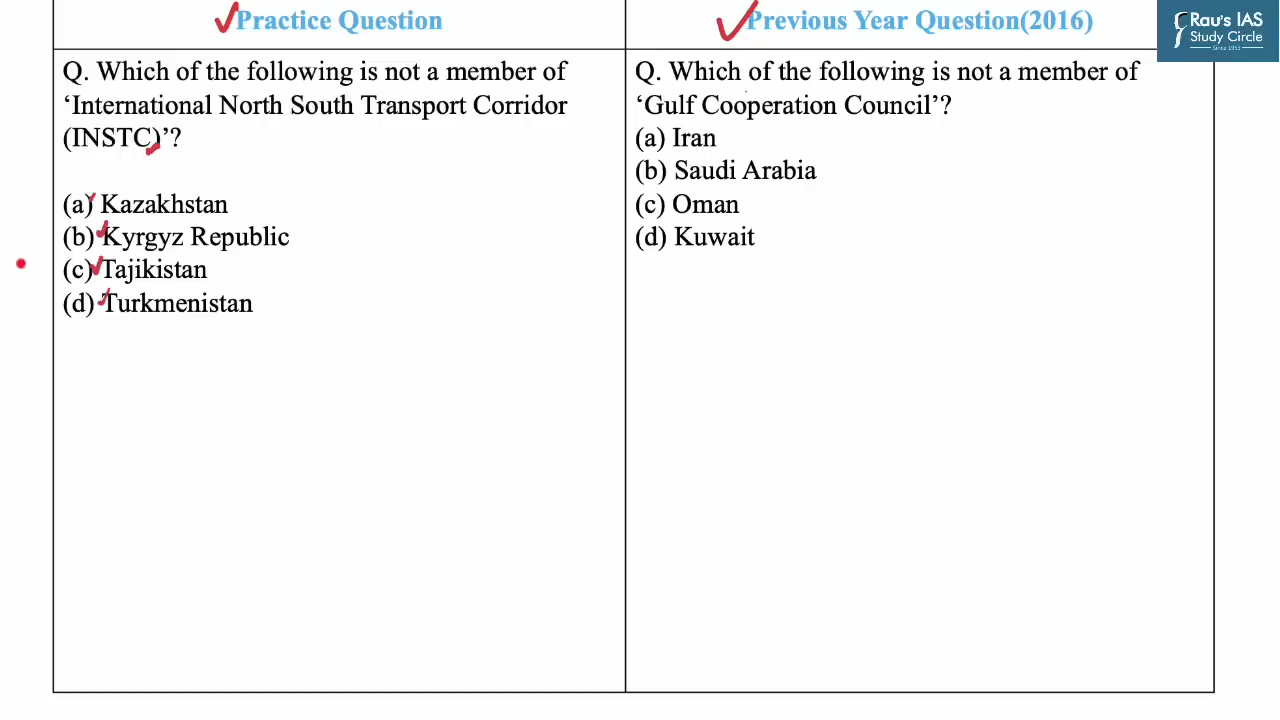 Practice Question
Previous Year Question(2016)
Rau's IAS
Study Circle
Since 1953
Q. Which of the following is not a member of
‘International North South Transport Corridor
(INSTC)’?
(a) Kazakhstan
(b) Kyrgyz Republic
(c) Tajikistan
(d) Turkmenistan
Q. Which of the following is not a member of
‘Gulf Cooperation Council’?
(a) Iran
(b) Saudi Arabia
(c) Oman
(d) Kuwait